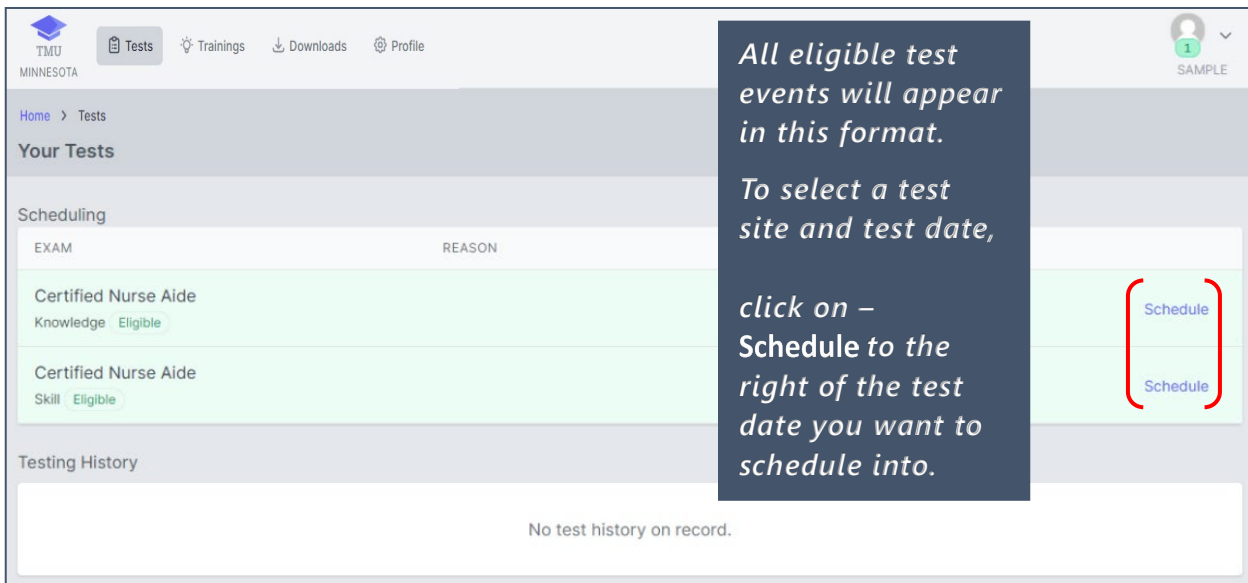 TMU
MINNESOTA
Tests
Trainings
Downloads
Profile
1
SAMPLE
Home > Tests
Your Tests
Scheduling
EXAM
REASON
Certified Nurse Aide
Knowledge Eligible
Schedule
Certified Nurse Aide
Skill Eligible
Schedule
Testing History
No test history on record.
All eligible test
events will appear
in this format.
To select a test
site and test date,
click on –
Schedule to the
right of the test
date you want to
schedule into.